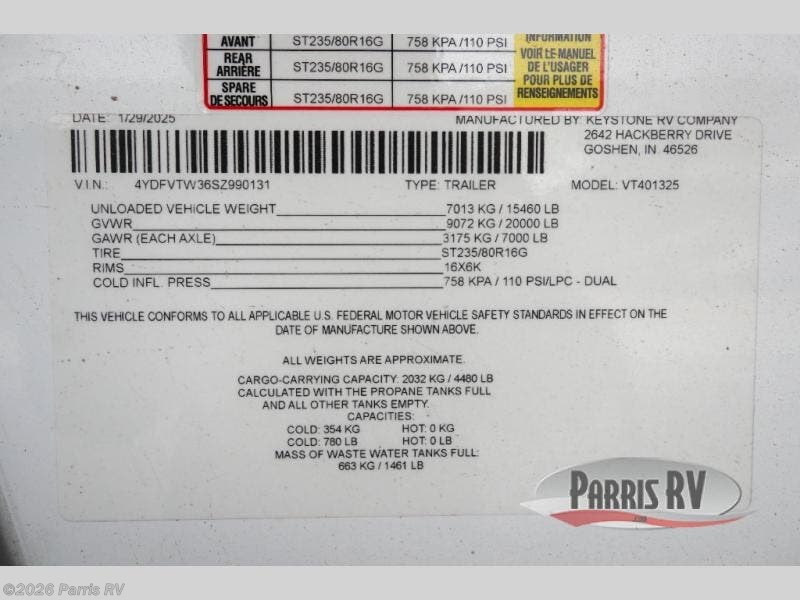 AVANT ST235/80R16G 758 KPA /110 PSI
REAR
ARRIÈRE ST235/80R16G 758 KPA /110 PSI
SPARE
DE SECOURS ST235/80R16G 758 KPA /110 PSI
INFORMATION
VOIR LE MANUEL
DE L'USAGER
POUR PLUS DE
RENSEIGNEMENTS
DATE: 1/29/2025 MANUFACTURED BY: KEYSTONE RV COMPANY
2642 HACKBERRY DRIVE
GOSHEN, IN 46526
V.I.N.: 4YDFVTW36SZ990131 TYPE: TRAILER MODEL: VT401325
UNLOADED VEHICLE WEIGHT 7013 KG / 15460 LB
GVWR 9072 KG / 20000 LB
GAWR (EACH AXLE) 3175 KG / 7000 LB
TIRE ST235/80R16G
RIMS 16X6K
COLD INFL. PRESS 758 KPA / 110 PSI/LPC - DUAL
THIS VEHICLE CONFORMS TO ALL APPLICABLE U.S. FEDERAL MOTOR VEHICLE SAFETY STANDARDS IN EFFECT ON THE
DATE OF MANUFACTURE SHOWN ABOVE.
ALL WEIGHTS ARE APPROXIMATE.
CARGO-CARRYING CAPACITY: 2032 KG / 4480 LB
CALCULATED WITH THE PROPANE TANKS FULL
AND ALL OTHER TANKS EMPTY.
CAPACITIES:
COLD: 354 KG HOT: 0 KG
COLD: 780 LB HOT: 0 LB
MASS OF WASTE WATER TANKS FULL:
663 KG / 1461 LB
PARRIS RV
©2026 Parris RV